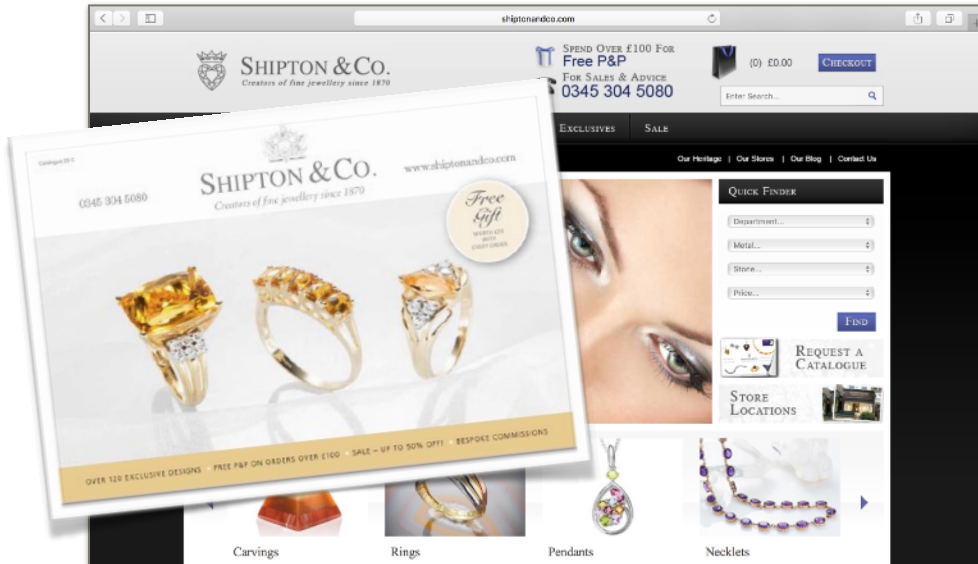 shiptonandco.com
SHIPTON & CO.
Creators of fine jewellery since 1870
SPEND OVER £100 FOR
Free P&P
FOR SALES & ADVICE
0345 304 5080
(0) £0.00
CHECKOUT
Enter Search...
EXCLUSIVES
SALE
Our Heritage | Our Stores | Our Blog | Contact Us
QUICK FINDER
Department...
Metal...
Stone...
Price...
FIND
REQUEST A
CATALOGUE
STORE
LOCATIONS
0345 304 5080
SHIPTON & CO.
Creators of fine jewellery since 1870
www.shiptonandco.com
Free
Gift
WITH
EVERY ORDER
OVER 120 EXCLUSIVE DESIGNS FREE P&P ON ORDERS OVER £100 SALE – UP TO 50% OFF! BESPOKE COMMISSIONS
Carvings
Rings
Pendants
Necklets